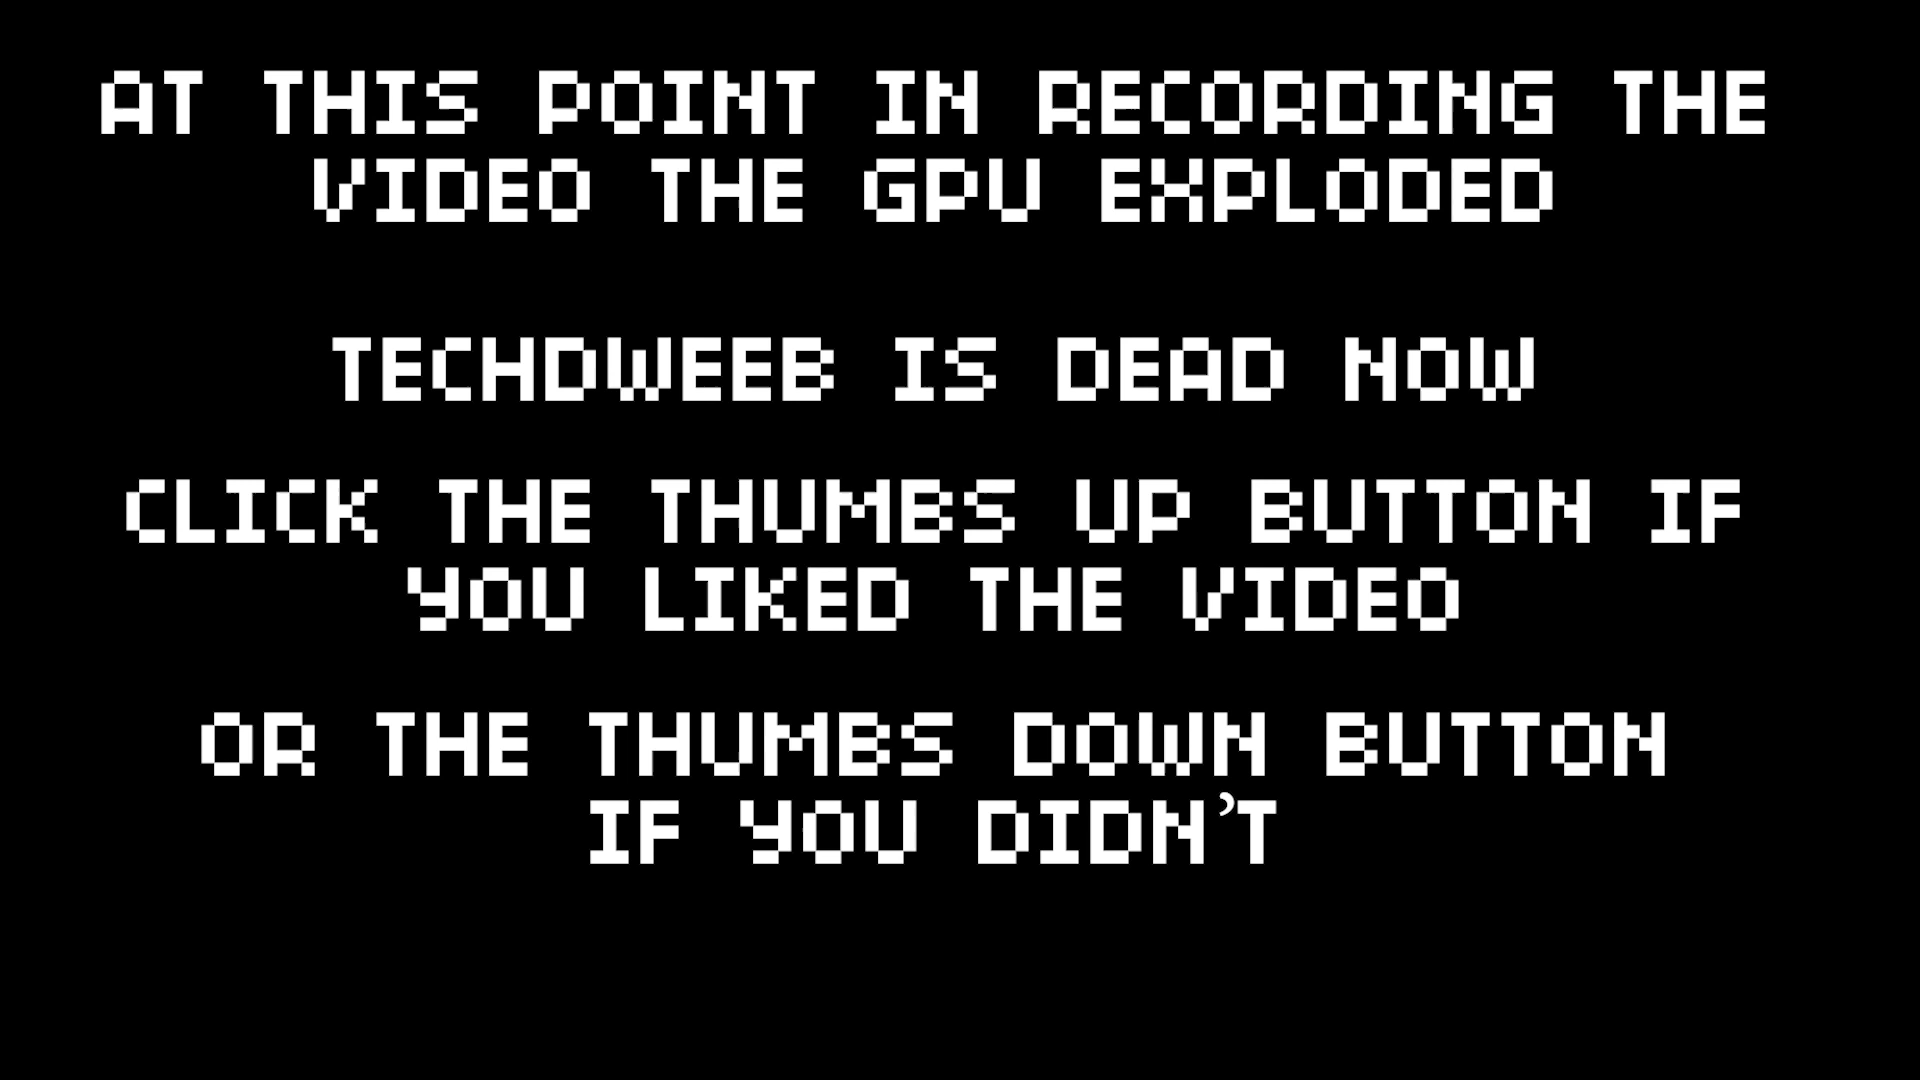 AT THIS POINT IN RECORDING THE
VIDEO THE GPU EXPLODED
TECHDWEEB IS DEAD NOW
CLICK THE THUMBS UP BUTTON IF
YOU LIKED THE VIDEO
OR THE THUMBS DOWN BUTTON
IF YOU DIDN’T